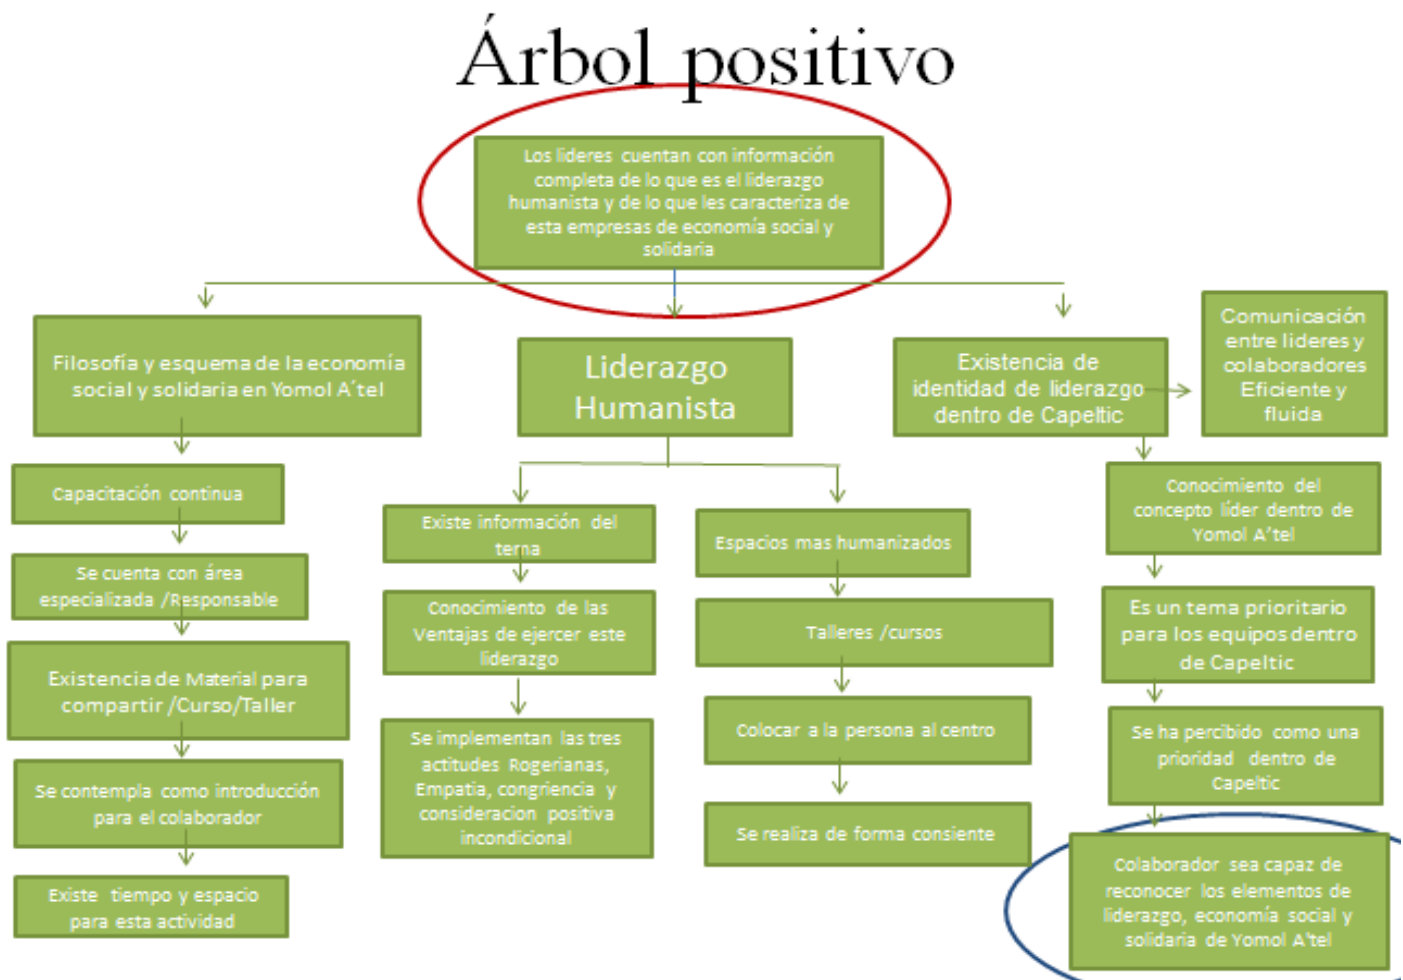 Árbol positivo
Los lideres cuentan con información
completa de lo que es el liderazgo
humanista y de lo que les caracteriza de
esta empresas de economía social y
solidaria
Filosofía y esquema de la economía
social y solidaria en Yomol A´tel
Liderazgo
Humanista
Existencia de
identidad de liderazgo
dentro de Capeltic
Comunicación
entre lideres y
colaboradores
Eficiente y
fluida
Capacitación continua
Se cuenta con área
especializada /Responsable
Existencia de Material para
compartir /Curso/Taller
Se contempla como introducción
para el colaborador
Existe tiempo y espacio
para esta actividad
Existe información del
tema
Conocimiento de las
Ventajas de ejercer este
liderazgo
Se implementan las tres
actitudes Rogerianas,
Empatia, congriencia y
consideracion positiva
incondicional
Espacios mas humanizados
Talleres /cursos
Colocar a la persona al centro
Se realiza de forma consiente
Conocimiento del
concepto líder dentro de
Yomol A’tel
Es un tema prioritario
para los equipos dentro
de Capeltic
Se ha percibido como una
prioridad dentro de
Capeltic
Colaborador sea capaz de
reconocer los elementos de
liderazgo, economía social y
solidaria de Yomol A'tel